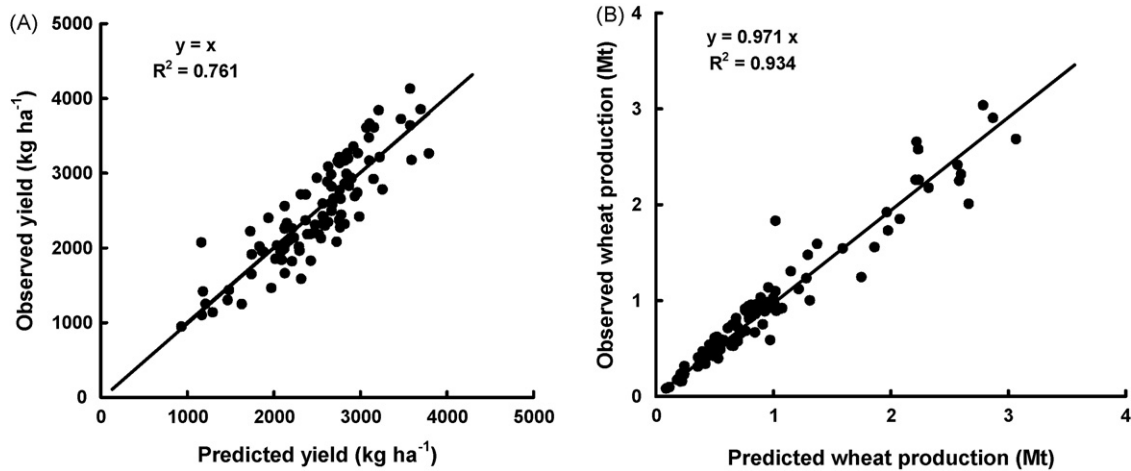 (A)
y = x
R² = 0.761
5000
4000
3000
2000
1000
0
0 1000 2000 3000 4000 5000
Observed yield (kg ha⁻¹)
Predicted yield (kg ha⁻¹)
(B)
y = 0.971 x
R² = 0.934
4
3
2
1
0
0 1 2 3 4
Observed wheat production (Mt)
Predicted wheat production (Mt)